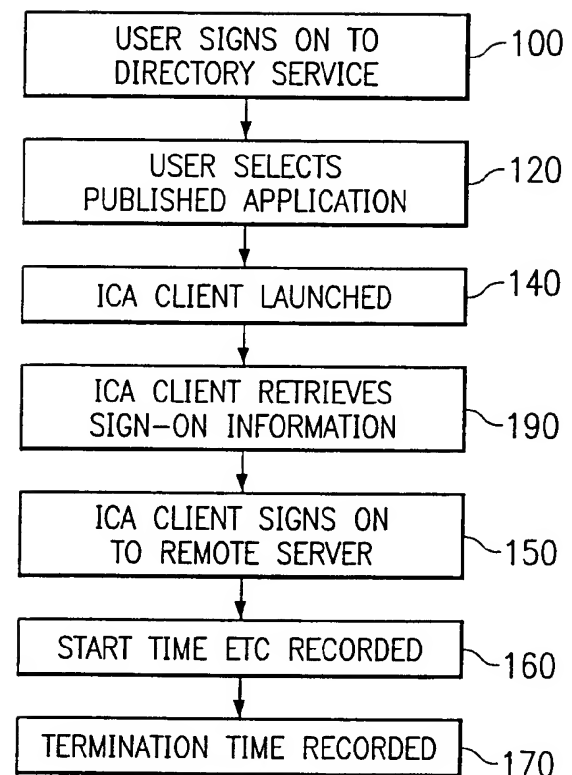 USER SIGNS ON TO
DIRECTORY SERVICE
100
USER SELECTS
PUBLISHED APPLICATION
120
ICA CLIENT LAUNCHED
140
ICA CLIENT RETRIEVES
SIGN-ON INFORMATION
190
ICA CLIENT SIGNS ON
TO REMOTE SERVER
150
START TIME ETC RECORDED
160
TERMINATION TIME RECORDED
170